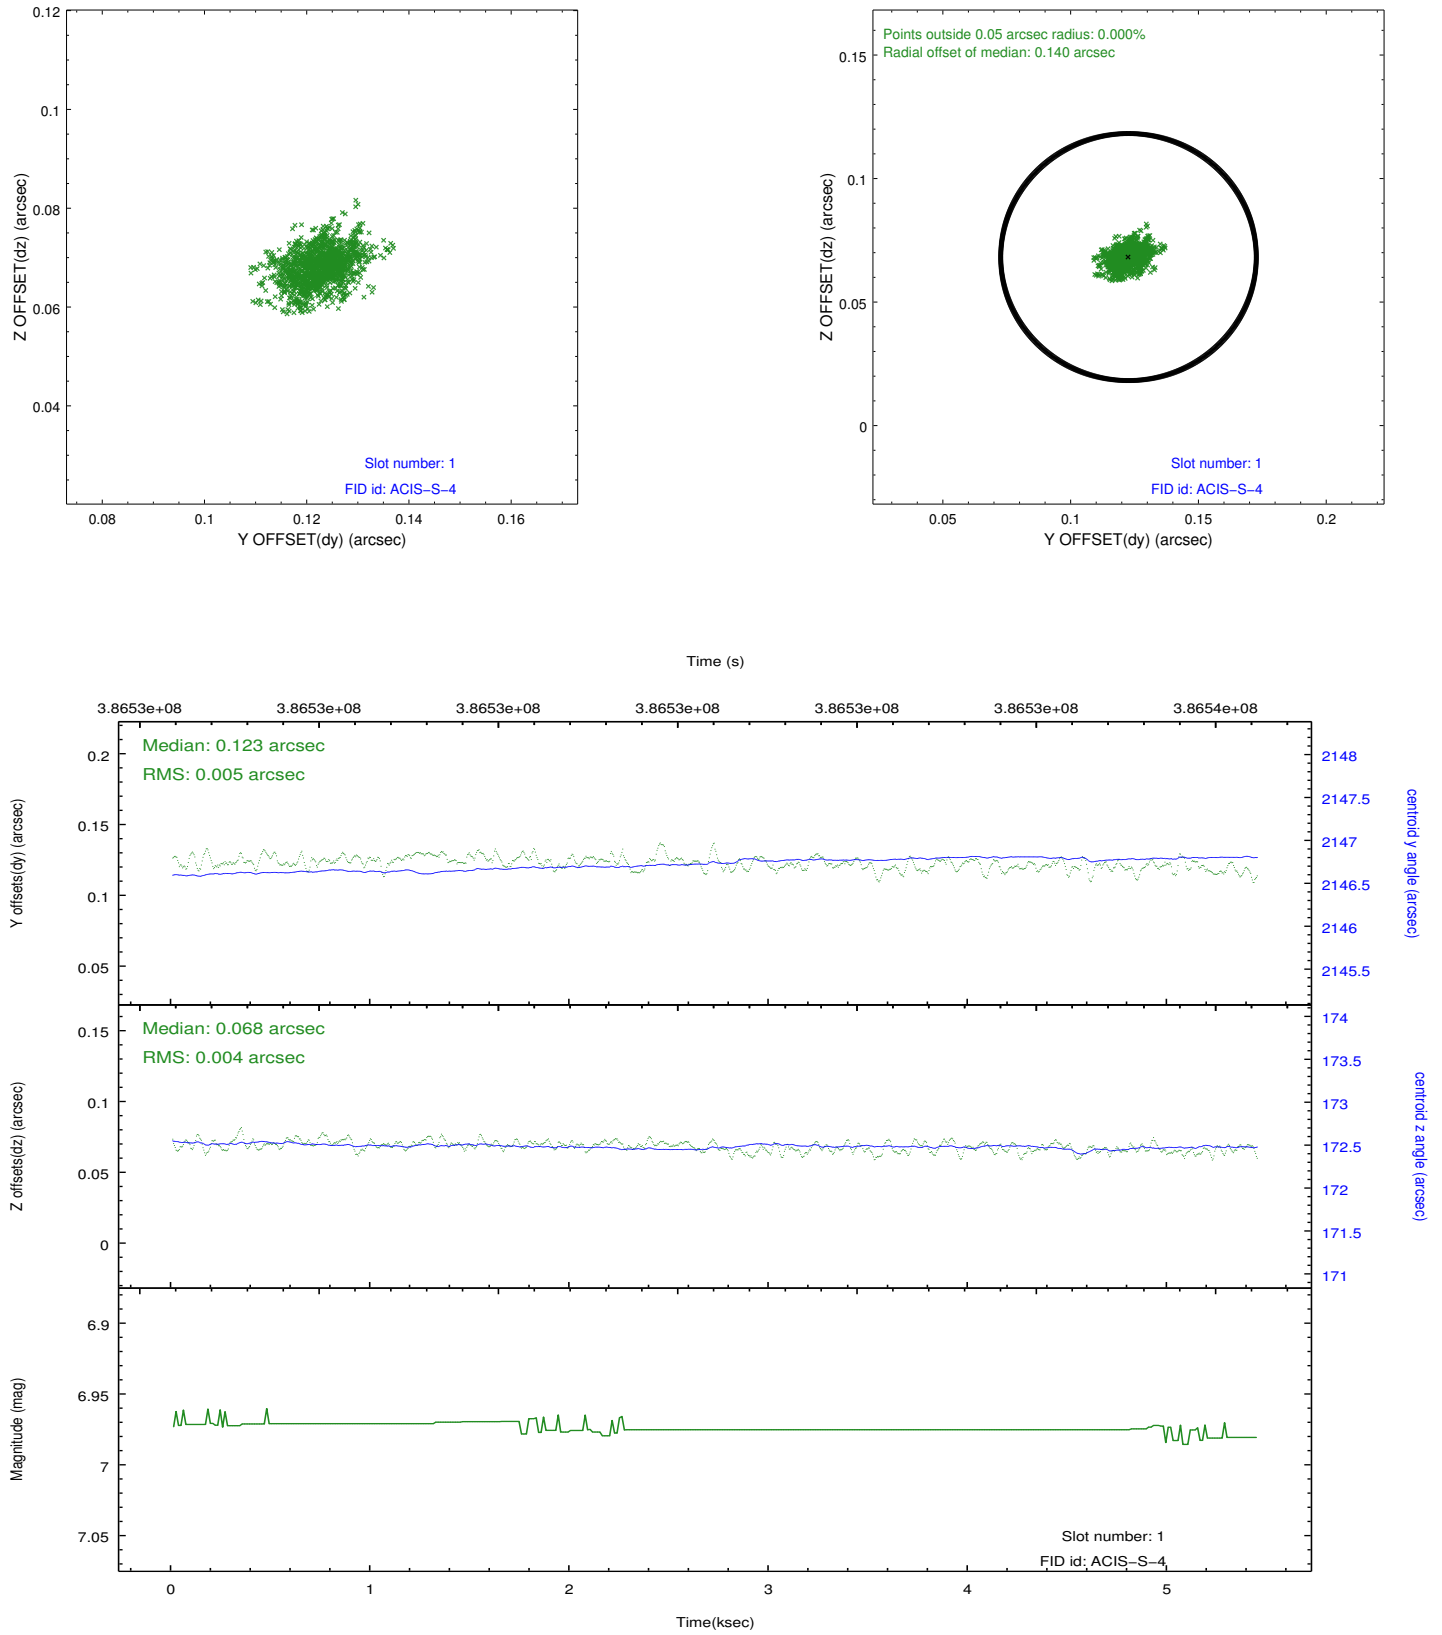 0.12
0.1
0.08
0.06
0.04
Z OFFSET(dz) (arcsec)
Slot number: 1
FID id: ACIS−S−4
0.08 0.1 0.12 0.14 0.16
Y OFFSET(dy) (arcsec)
Points outside 0.05 arcsec radius: 0.000%
Radial offset of median: 0.140 arcsec
0.15
0.1
0.05
0
Z OFFSET(dz) (arcsec)
Slot number: 1
FID id: ACIS−S−4
0.05 0.1 0.15 0.2
Y OFFSET(dy) (arcsec)
Time (s)
3.8653e+08 3.8653e+08 3.8653e+08 3.8653e+08 3.8653e+08 3.8653e+08 3.8654e+08
Median: 0.123 arcsec
RMS: 0.005 arcsec
0.2
0.15
0.1
0.05
Y offsets(dy) (arcsec)
2148
2147.5
2147
2146.5
2146
2145.5
centroid y angle (arcsec)
Median: 0.068 arcsec
RMS: 0.004 arcsec
0.15
0.1
0.05
0
Z offsets(dz) (arcsec)
174
173.5
173
172.5
172
171.5
171
centroid z angle (arcsec)
6.9
6.95
7
7.05
Magnitude (mag)
Slot number: 1
FID id: ACIS−S−4
0 1 2 3 4 5
Time(ksec)